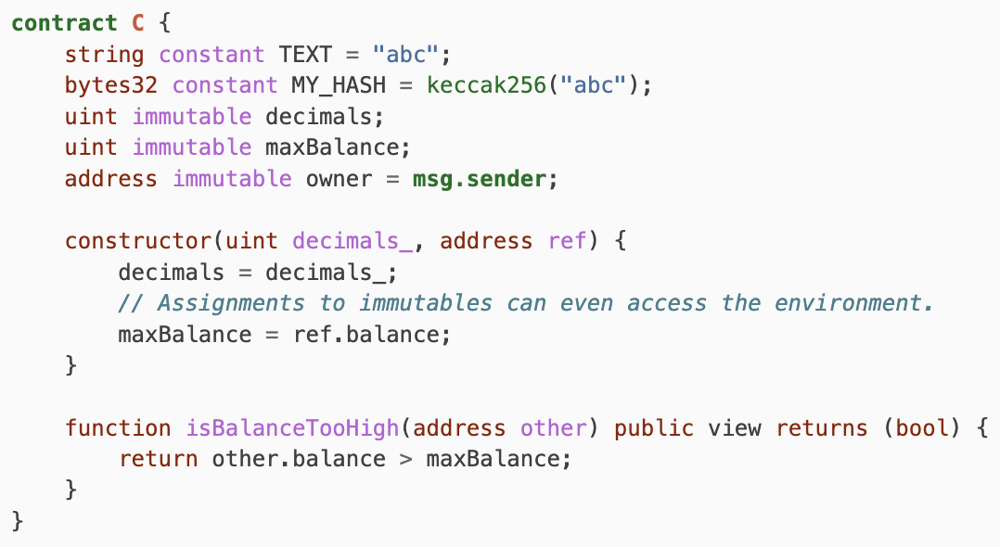 contract C {
    string constant TEXT = "abc";
    bytes32 constant MY_HASH = keccak256("abc");
    uint immutable decimals;
    uint immutable maxBalance;
    address immutable owner = msg.sender;

    constructor(uint decimals_, address ref) {
        decimals = decimals_;
        // Assignments to immutables can even access the environment.
        maxBalance = ref.balance;
    }

    function isBalanceTooHigh(address other) public view returns (bool) {
        return other.balance > maxBalance;
    }
}